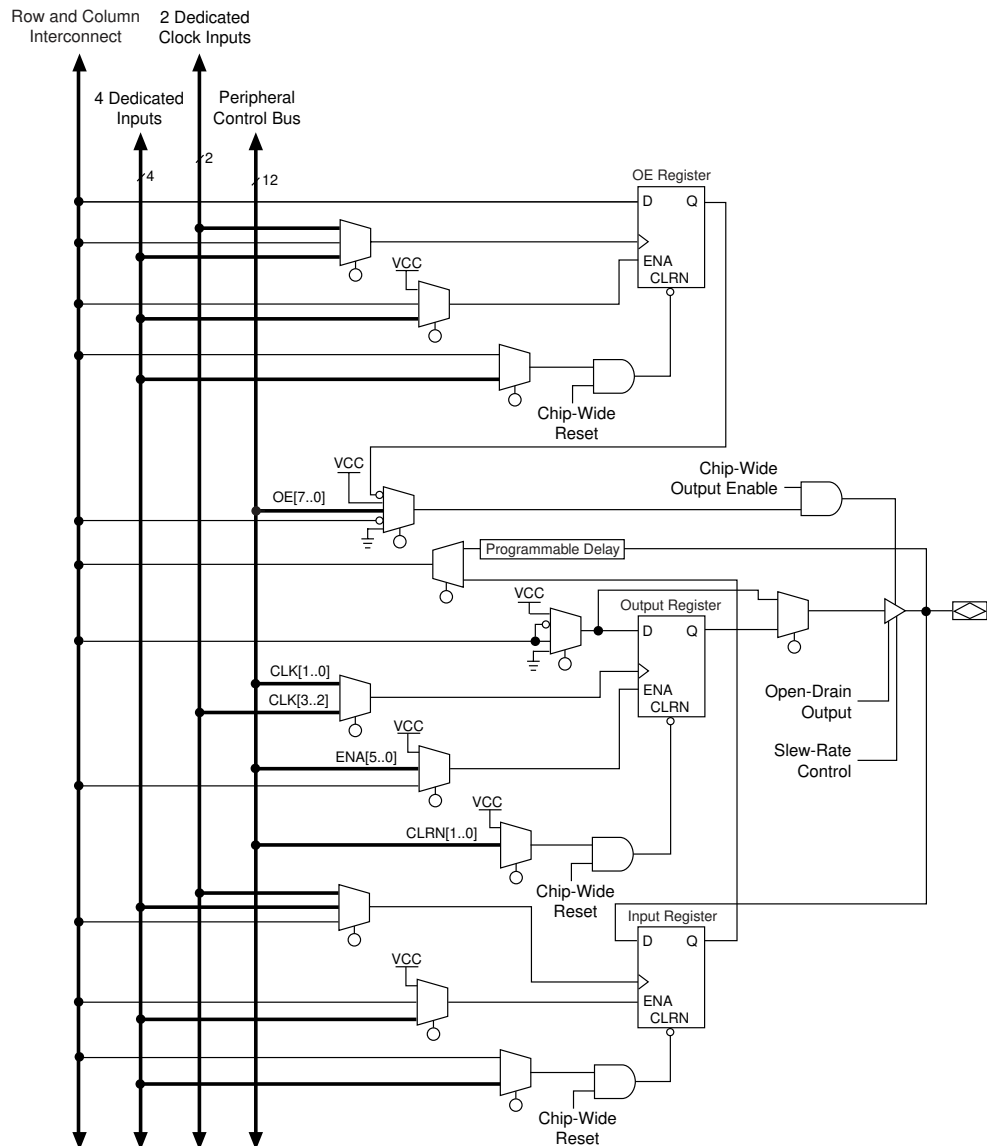 Row and Column
Interconnect
2 Dedicated
Clock Inputs
4 Dedicated
Inputs
Peripheral
Control Bus
2
4
12
OE Register
D Q
ENA
CLRN
VCC
Chip-Wide
Reset
VCC
OE[7..0]
Chip-Wide
Output Enable
Programmable Delay
VCC
Output Register
D Q
ENA
CLRN
CLK[1..0]
CLK[3..2]
Open-Drain
Output
Slew-Rate
Control
VCC
ENA[5..0]
VCC
CLRN[1..0]
Chip-Wide
Reset
Input Register
D Q
ENA
CLRN
VCC
Chip-Wide
Reset